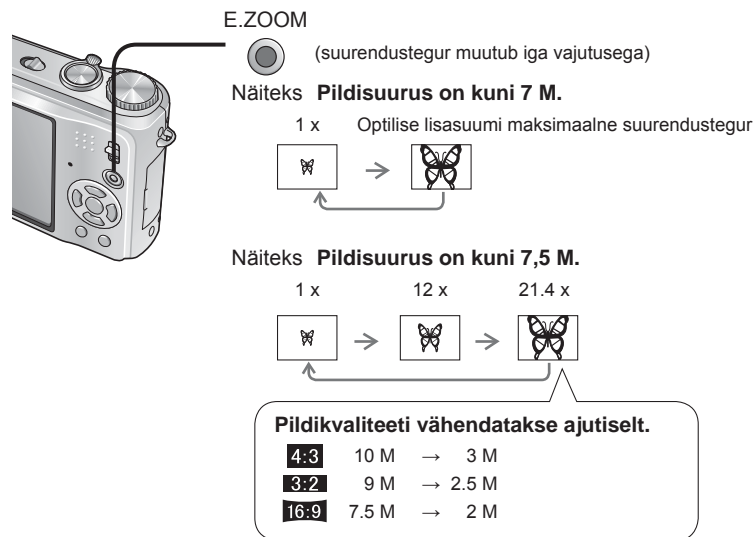 E.ZOOM
(suurendustegur muutub iga vajutusega)
Näiteks Pildisuurus on kuni 7 M.
1 x Optilise lisasuumi maksimaalne suurendustegur
Näiteks Pildisuurus on kuni 7,5 M.
1 x 12 x 21.4 x
Pildikvaliteeti vähendatakse ajutiselt.
4:3 10 M → 3 M
3:2 9 M → 2.5 M
16:9 7.5 M → 2 M